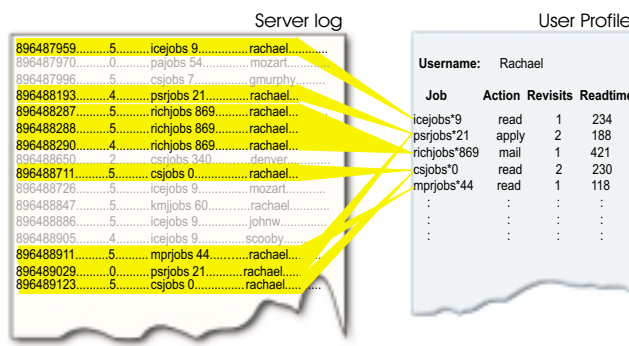 Server log
896487959..........5..........icejobs 9..............rachael...........
896487970..........0..........pajobs 54..............mozart...........
896487996..........5..........csjobs 7..............gmurphy...........
896488193..........4..........psrjobs 21..........rachael...
896488287..........5..........richjobs 869.......rachael...
896488288..........5..........richjobs 869.......rachael...
896488290..........4..........richjobs 869.......rachael...
896488650..........2..........csrjobs 340..........denver...........
896488711..........5..........csjobs 0..............rachael...
896488726..........5..........icejobs 9..............mozart........
896488847..........5..........kmjjobs 60..........rachael........
896488886..........5..........icejobs 9..............johnw........
896488905..........4..........icejobs 9..............scooby........
896488911..........5..........mprjobs 44..........rachael......
896489029..........0..........psrjobs 21..........rachael......
896489123..........5..........csjobs 0..............rachael...........
User Profile
Username: Rachael
Job Action Revisits Readtime
icejobs*9 read 1 234
psrjobs*21 apply 2 188
richjobs*869 mail 1 421
csjobs*0 read 2 230
mprjobs*44 read 1 118
: : : :
: : : :
: : : :